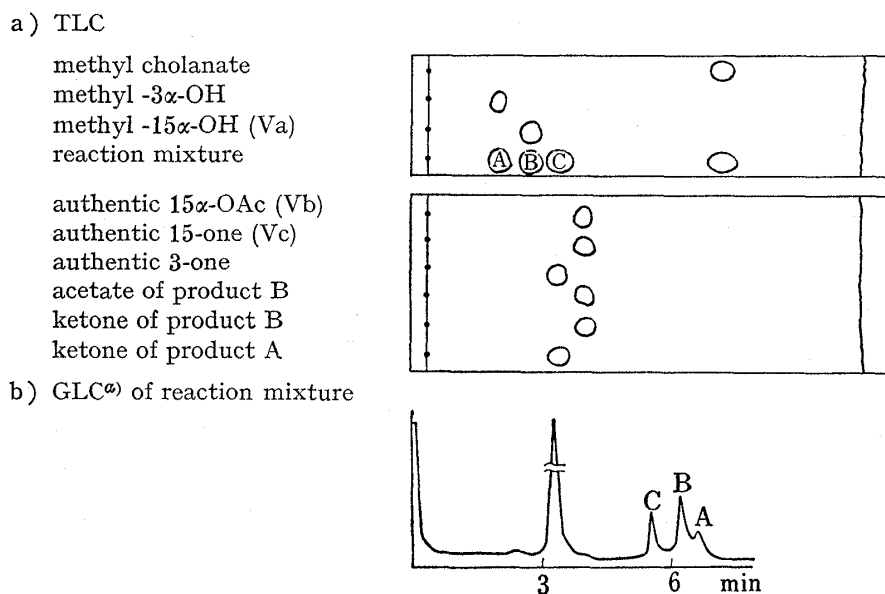 a) TLC
methyl cholanate
methyl -3α-OH
methyl -15α-OH (Va)
reaction mixture
A B C
authentic 15α-OAc (Vb)
authentic 15-one (Vc)
authentic 3-one
acetate of product B
ketone of product B
ketone of product A
b) GLCᵅ⁾ of reaction mixture
C B A
3 6 min